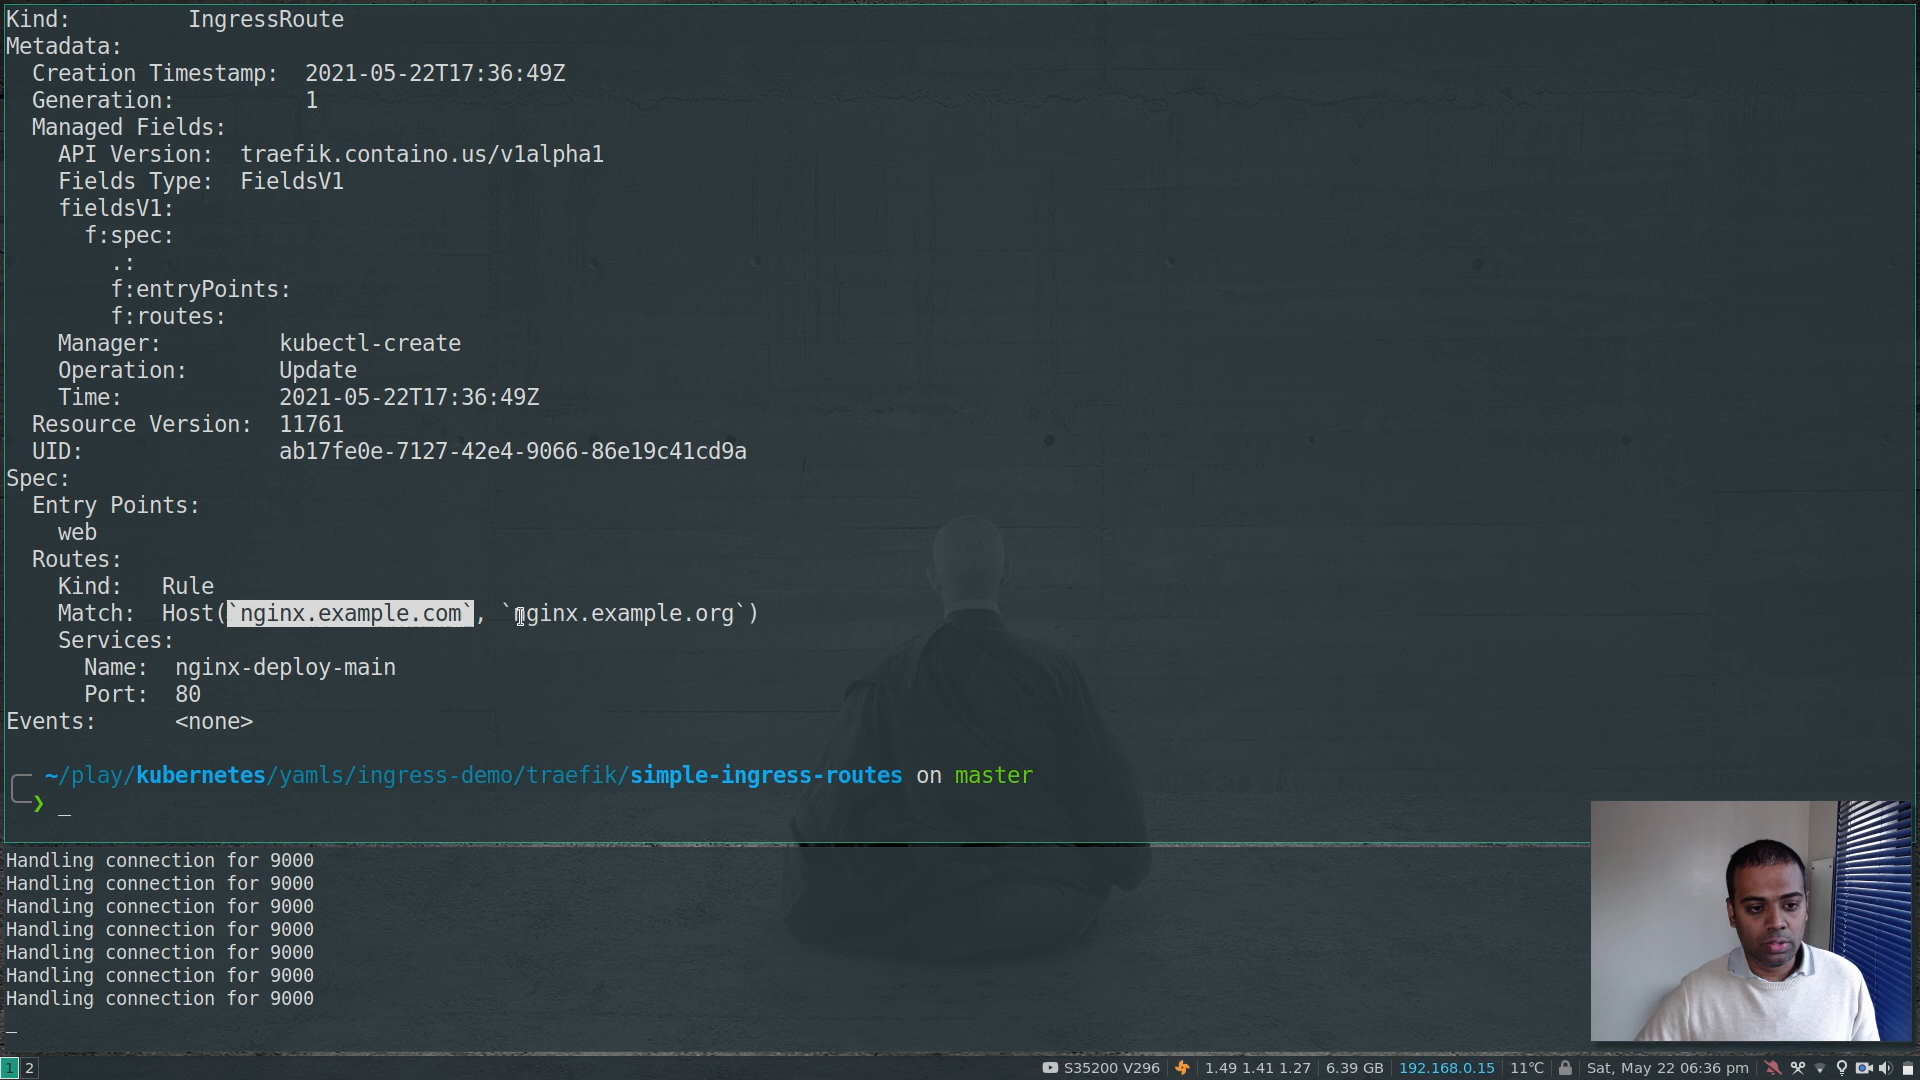 Kind:         IngressRoute
Metadata:
  Creation Timestamp:  2021-05-22T17:36:49Z
  Generation:          1
  Managed Fields:
    API Version:  traefik.containo.us/v1alpha1
    Fields Type:  FieldsV1
    fieldsV1:
      f:spec:
        .:
        f:entryPoints:
        f:routes:
    Manager:         kubectl-create
    Operation:       Update
    Time:            2021-05-22T17:36:49Z
  Resource Version:  11761
  UID:               ab17fe0e-7127-42e4-9066-86e19c41cd9a
Spec:
  Entry Points:
    web
  Routes:
    Kind:   Rule
    Match:  Host(`nginx.example.com`, `nginx.example.org`)
    Services:
      Name:  nginx-deploy-main
      Port:  80
Events:      <none>
~/play/kubernetes/yamls/ingress-demo/traefik/simple-ingress-routes on master
❯ _
Handling connection for 9000
Handling connection for 9000
Handling connection for 9000
Handling connection for 9000
Handling connection for 9000
Handling connection for 9000
Handling connection for 9000
1 2 S35200 V296 1.49 1.41 1.27 6.39 GB 192.168.0.15 11℃ Sat, May 22 06:36 pm